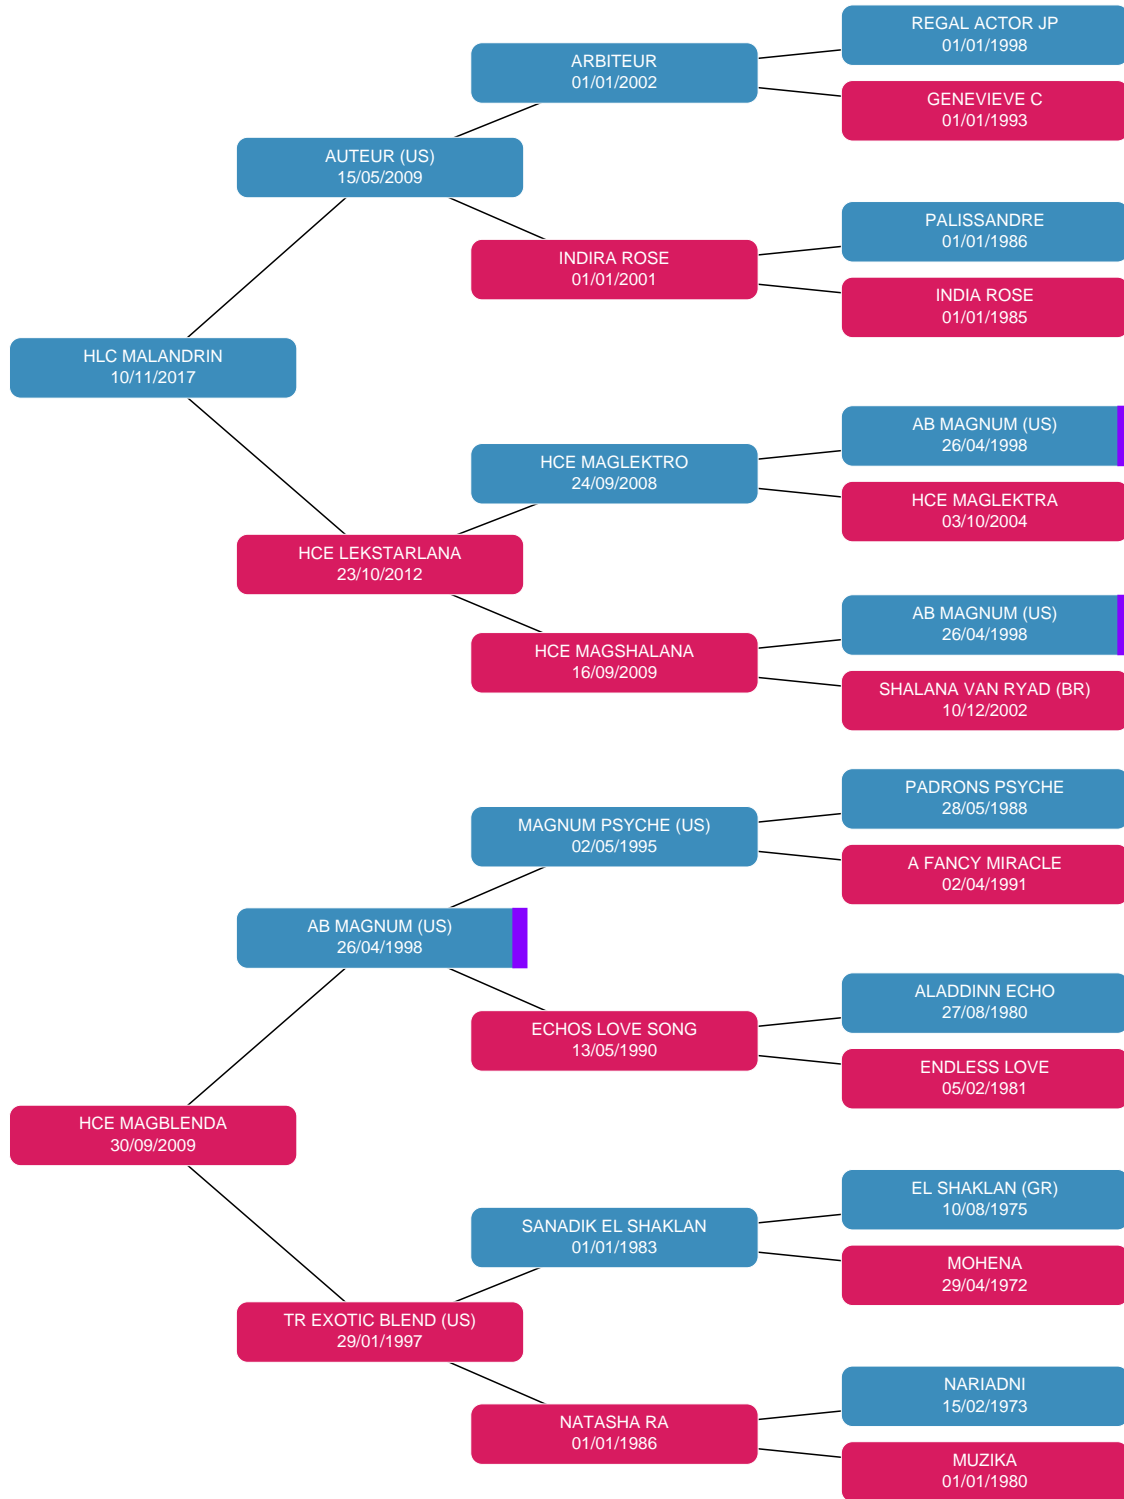 REGAL ACTOR JP
01/01/1998
ARBITEUR
01/01/2002
GENEVIEVE C
01/01/1993
AUTEUR (US)
15/05/2009
PALISSANDRE
01/01/1986
INDIRA ROSE
01/01/2001
INDIA ROSE
01/01/1985
HLC MALANDRIN
10/11/2017
AB MAGNUM (US)
26/04/1998
HCE MAGLEKTRO
24/09/2008
HCE MAGLEKTRA
03/10/2004
HCE LEKSTARLANA
23/10/2012
AB MAGNUM (US)
26/04/1998
HCE MAGSHALANA
16/09/2009
SHALANA VAN RYAD (BR)
10/12/2002
PADRONS PSYCHE
28/05/1988
MAGNUM PSYCHE (US)
02/05/1995
A FANCY MIRACLE
02/04/1991
AB MAGNUM (US)
26/04/1998
ALADDINN ECHO
27/08/1980
ECHOS LOVE SONG
13/05/1990
ENDLESS LOVE
05/02/1981
HCE MAGBLENDA
30/09/2009
EL SHAKLAN (GR)
10/08/1975
SANADIK EL SHAKLAN
01/01/1983
MOHENA
29/04/1972
TR EXOTIC BLEND (US)
29/01/1997
NARIADNI
15/02/1973
NATASHA RA
01/01/1986
MUZIKA
01/01/1980